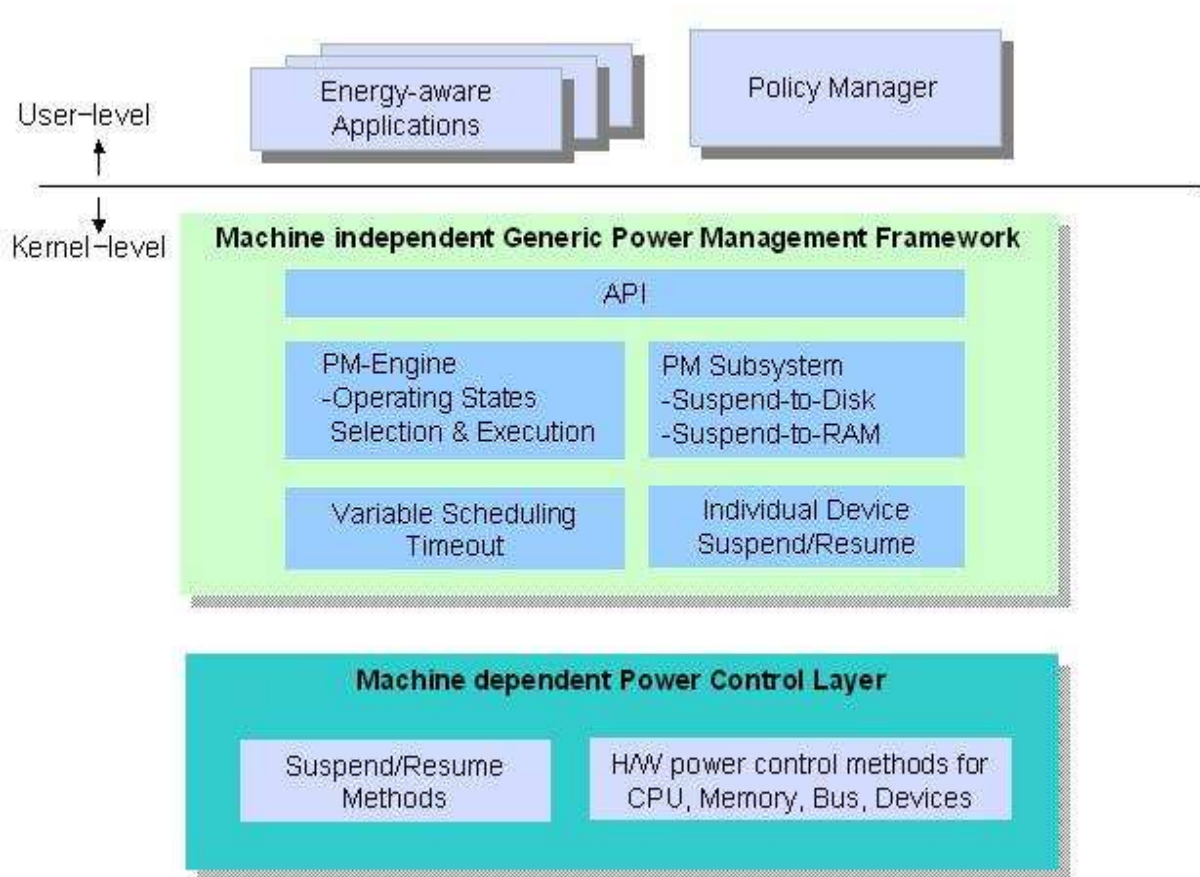 Energy-aware
Applications
Policy Manager
User-level
Kernel-level
Machine independent Generic Power Management Framework
API
PM-Engine
-Operating States
Selection & Execution
PM Subsystem
-Suspend-to-Disk
-Suspend-to-RAM
Variable Scheduling
Timeout
Individual Device
Suspend/Resume
Machine dependent Power Control Layer
Suspend/Resume
Methods
H/W power control methods for
CPU, Memory, Bus, Devices